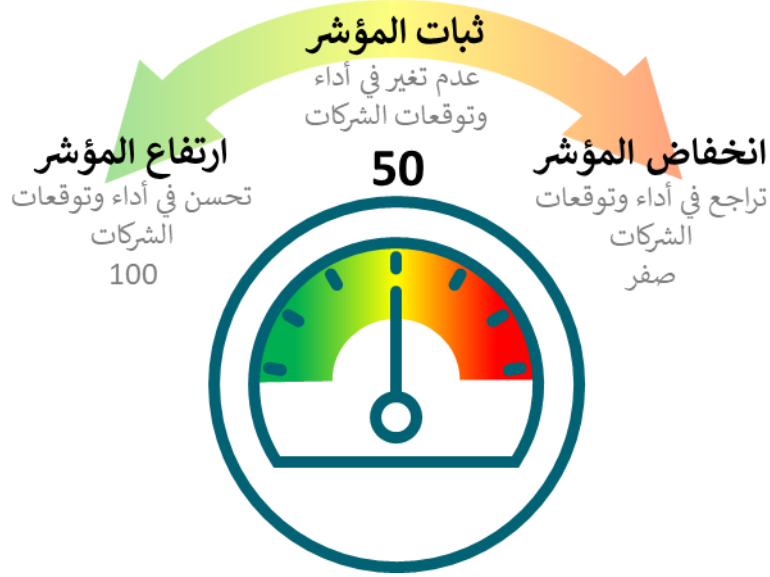 ثبات المؤشر
عدم تغير في أداء
وتوقعات الشركات
50
انخفاض المؤشر
تراجع في أداء وتوقعات
الشركات
صفر
ارتفاع المؤشر
تحسن في أداء وتوقعات
الشركات
100